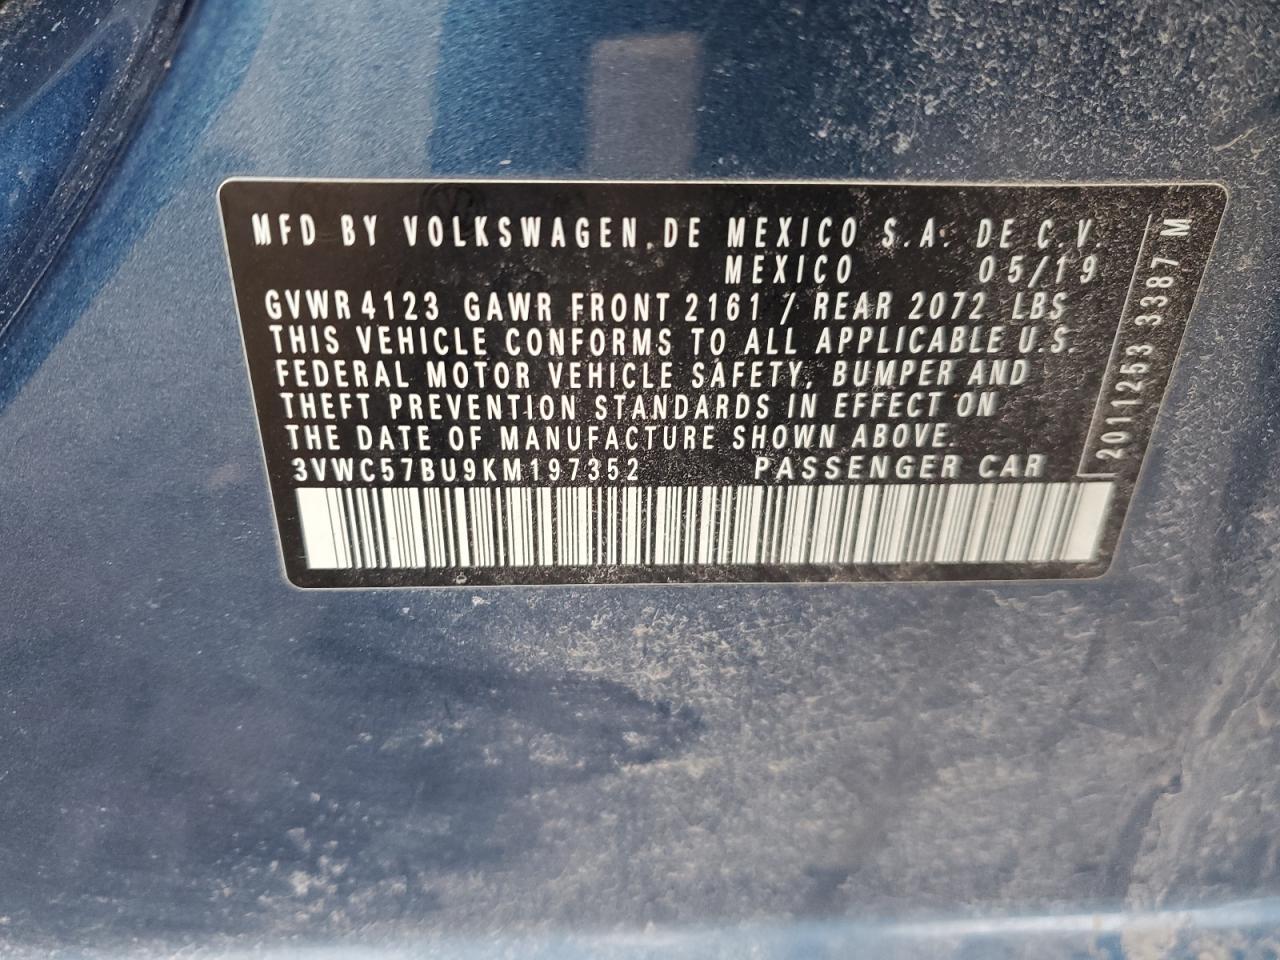 MFD BY VOLKSWAGEN DE MEXICO S.A. DE C.V.
MEXICO 05/19
GVWR 4123 GAWR FRONT 2161 / REAR 2072 LBS
THIS VEHICLE CONFORMS TO ALL APPLICABLE U.S.
FEDERAL MOTOR VEHICLE SAFETY, BUMPER AND
THEFT PREVENTION STANDARDS IN EFFECT ON
THE DATE OF MANUFACTURE SHOWN ABOVE.
3VWC57BU9KM197352 PASSENGER CAR
2011253 3387 M